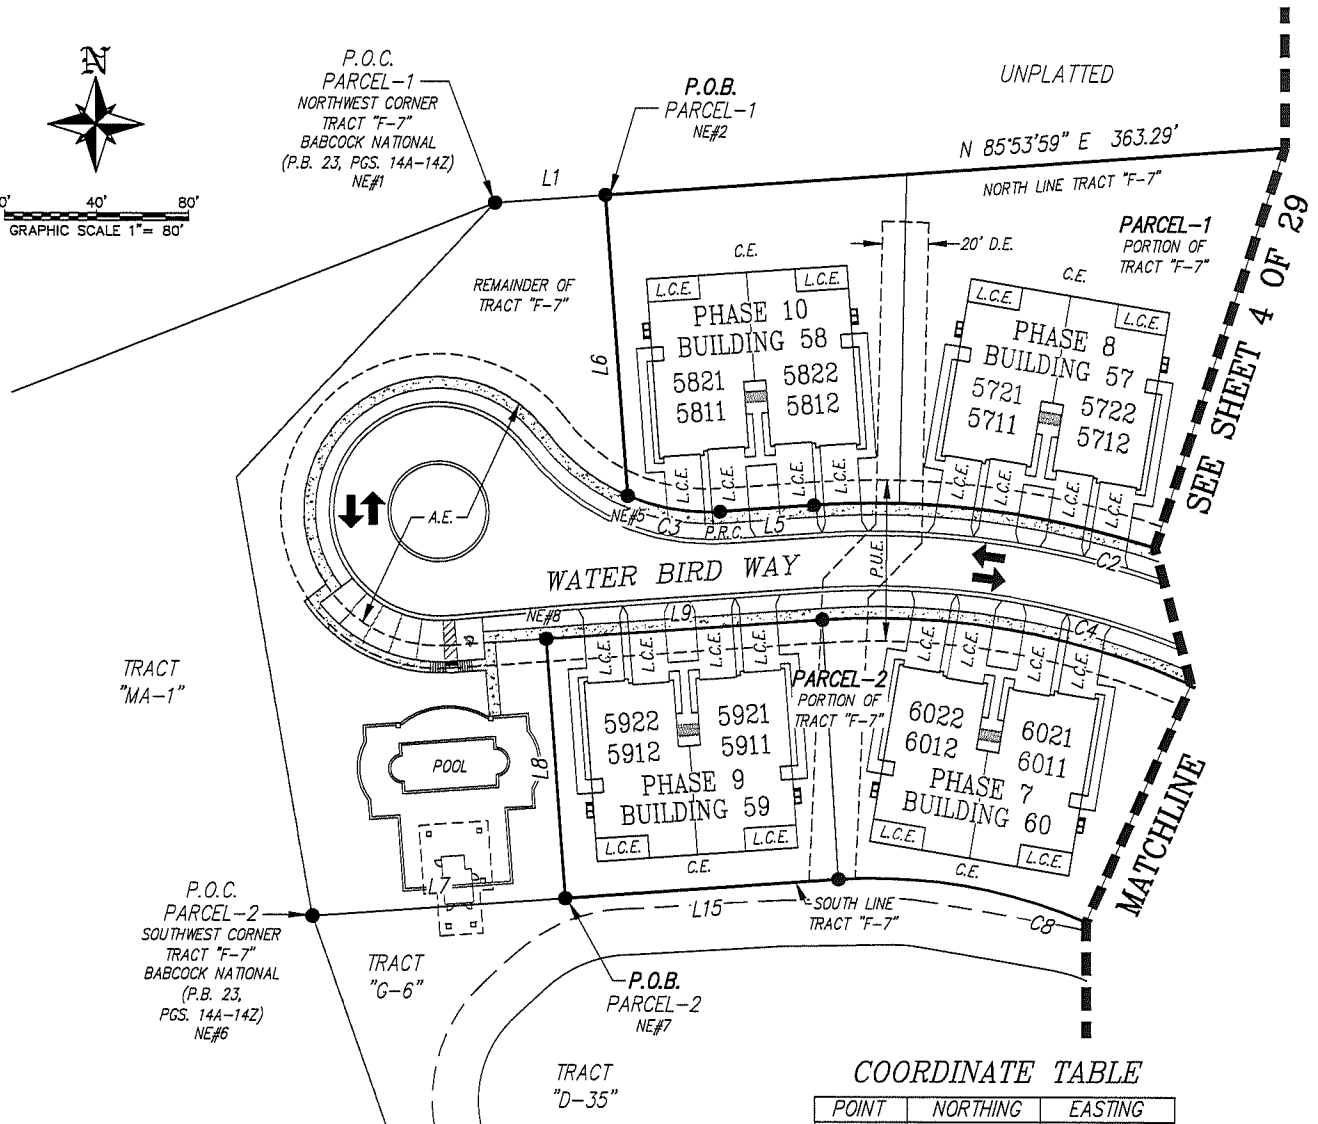 N
0'
40'
80'
GRAPHIC SCALE 1"= 80'
P.O.C.
PARCEL-1
NORTHWEST CORNER
TRACT "F-7"
BABCOCK NATIONAL
(P.B. 23, PGS. 14A-14Z)
NE#1
P.O.B.
PARCEL-1
NE#2
UNPLATTED
L1
N 85°53'59" E 363.29'
NORTH LINE TRACT "F-7"
PARCEL-1
PORTION OF
TRACT "F-7"
SEE SHEET 4 OF 29
REMAINDER OF
TRACT "F-7"
L6
C.E.
20' D.E.
C.E.
L.C.E.
L.C.E.
PHASE 10
BUILDING 58
5821
5811
5822
5812
L.C.E.
L.C.E.
PHASE 8
BUILDING 57
5721
5711
5722
5712
L.C.E.
L.C.E.
L.C.E.
L.C.E.
L.C.E.
L.C.E.
L.C.E.
A.E.
NE#5
C3
P.R.C.
L5
C2
P.U.E.
WATER BIRD WAY
NE#8
L9
C4
L.C.E.
L.C.E.
L.C.E.
L.C.E.
L.C.E.
L.C.E.
L.C.E.
L.C.E.
TRACT
"MA-1"
PARCEL-2
PORTION OF
TRACT "F-7"
POOL
L8
5922
5912
5921
5911
PHASE 9
BUILDING 59
L.C.E.
L.C.E.
C.E.
6022
6012
6021
6011
PHASE 7
BUILDING 60
L.C.E.
L.C.E.
C.E.
MATCHLINE
L7
L15
SOUTH LINE
TRACT "F-7"
C8
P.O.C.
PARCEL-2
SOUTHWEST CORNER
TRACT "F-7"
BABCOCK NATIONAL
(P.B. 23,
PGS. 14A-14Z)
NE#6
TRACT
"G-6"
P.O.B.
PARCEL-2
NE#7
TRACT
"D-35"
COORDINATE TABLE
POINT NORTHING EASTING